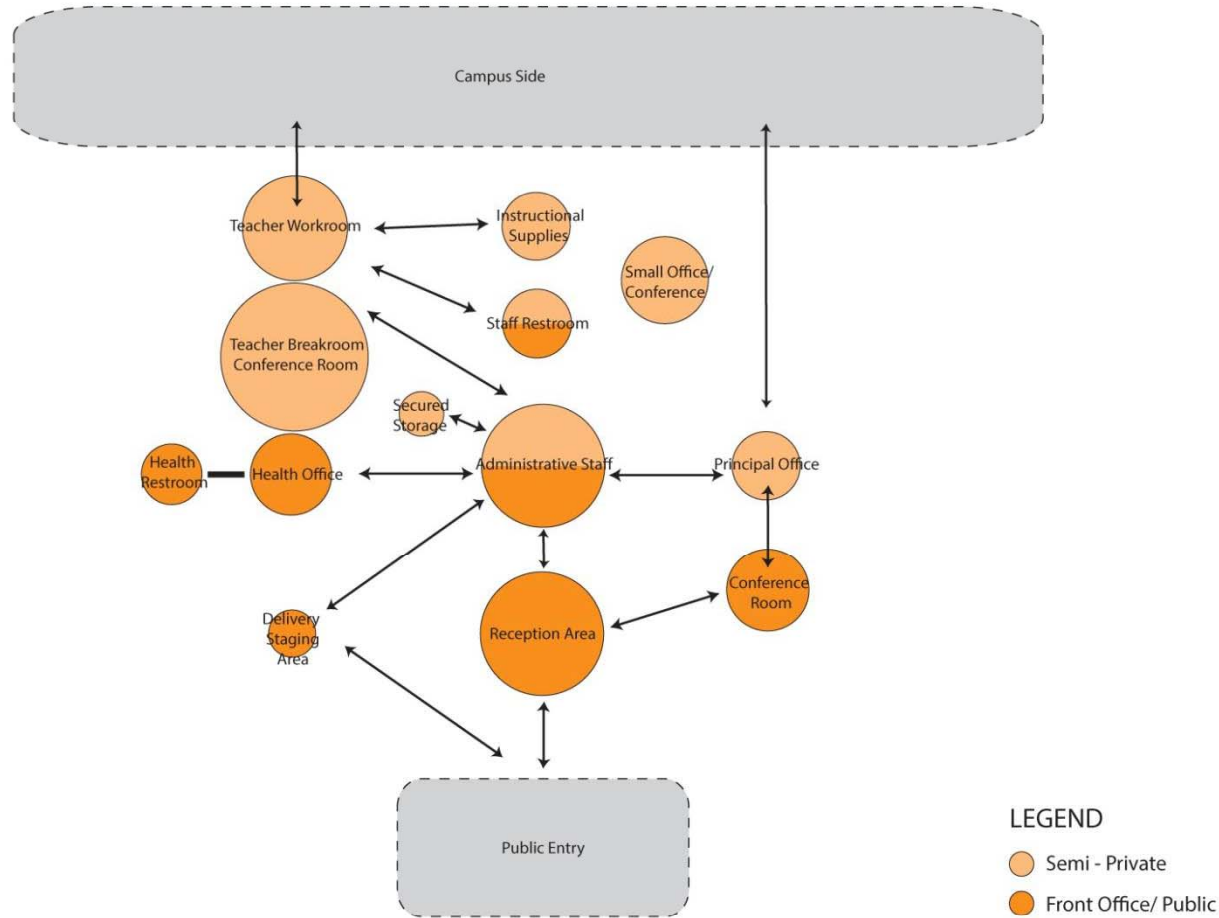 Campus Side
Teacher Workroom
Instructional
Supplies
Small Office/
Conference
Staff Restroom
Teacher Breakroom
Conference Room
Secured
Storage
Health
Restroom
Health Office
Administrative Staff
Principal Office
Conference
Room
Delivery
Staging
Area
Reception Area
Public Entry
LEGEND
Semi - Private
Front Office/ Public